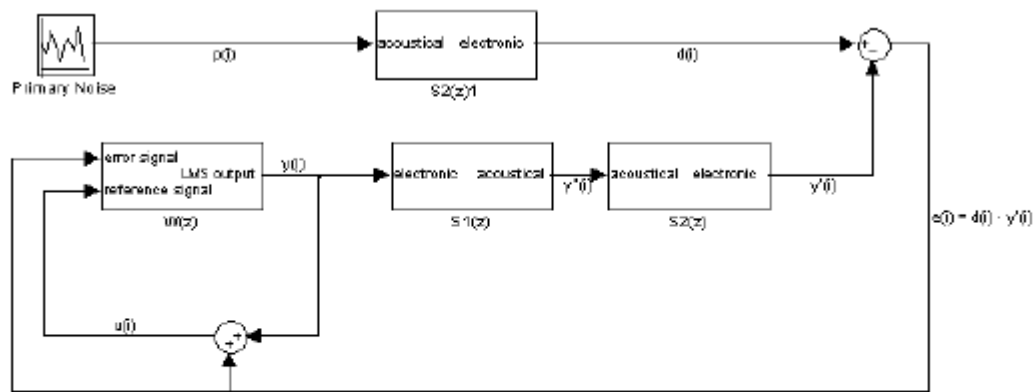 acoustical electronic
p(i)
d(i)
Primary Noise
S2(z)1
error signal
LMS output
reference signal
y(i)
electronic acoustical
y''(i)
acoustical electronic
y'(i)
W(z)
S1(z)
S2(z)
e(i) = d(i) - y'(i)
u(i)